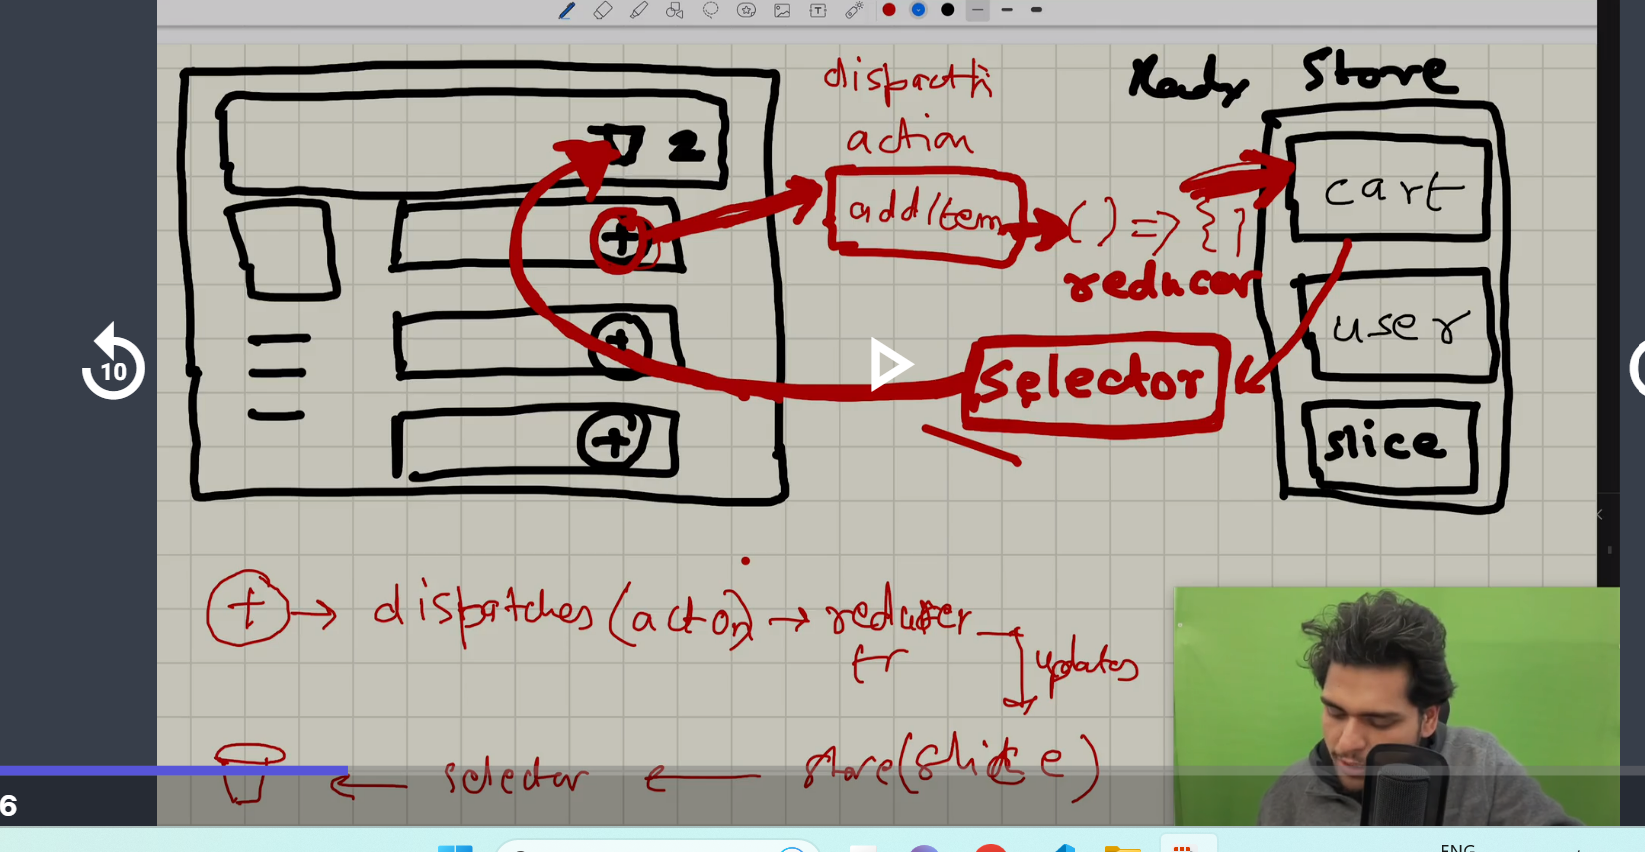 dispatch
action
Redux Store
2
addItem
() => { }
reducer
cart
user
slice
selector
10
+ → dispatches (action) → reducer
fr
updates
← selector ← store(slice)
6
ENG